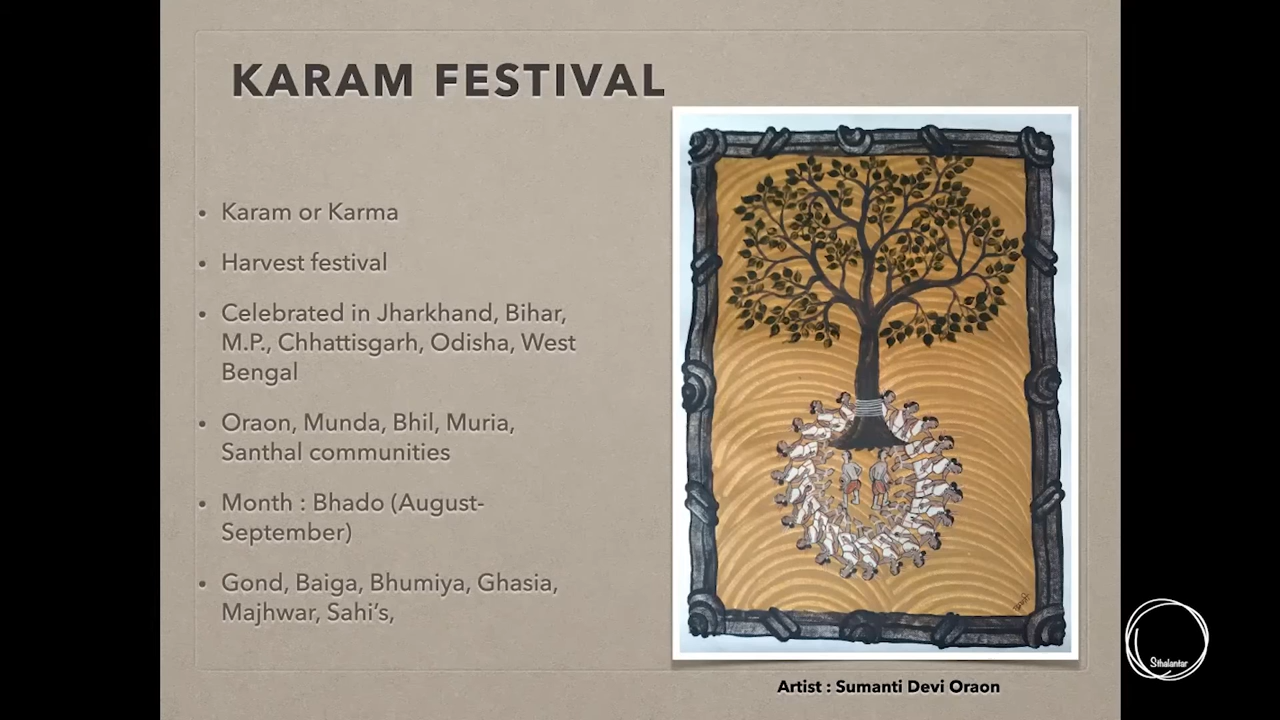 KARAM FESTIVAL
• Karam or Karma
• Harvest festival
• Celebrated in Jharkhand, Bihar,
M.P., Chhattisgarh, Odisha, West
Bengal
• Oraon, Munda, Bhil, Muria,
Santhal communities
• Month : Bhado (August-
September)
• Gond, Baiga, Bhumiya, Ghasia,
Majhwar, Sahi's,
Artist : Sumanti Devi Oraon
Sthalantar